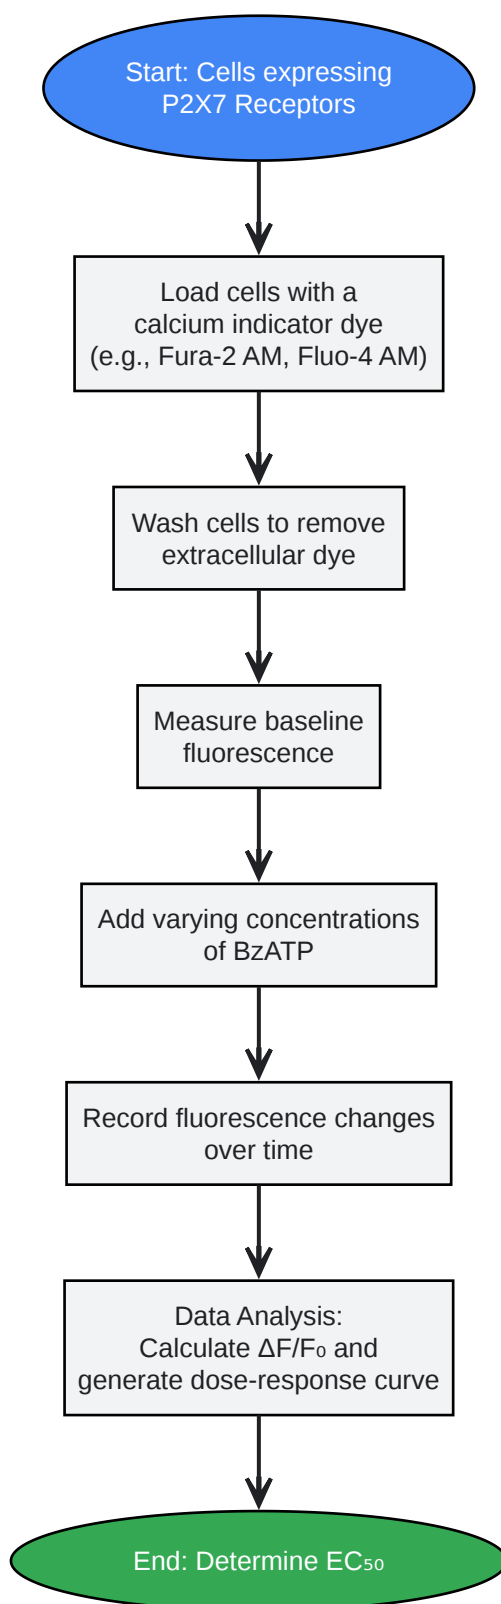 Start: Cells expressing
P2X7 Receptors
Load cells with a
calcium indicator dye
(e.g., Fura-2 AM, Fluo-4 AM)
Wash cells to remove
extracellular dye
Measure baseline
fluorescence
Add varying concentrations
of BzATP
Record fluorescence changes
over time
Data Analysis:
Calculate ΔF/F₀ and
generate dose-response curve
End: Determine EC₅₀